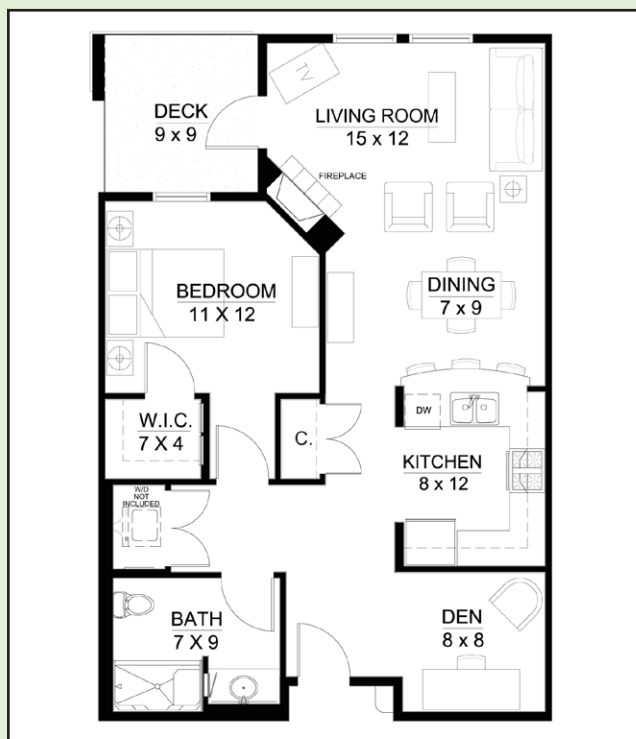 TV
DECK
9 x 9
LIVING ROOM
15 x 12
FIREPLACE
BEDROOM
11 X 12
DINING
7 x 9
W.I.C.
7 X 4
C.
DW
KITCHEN
8 x 12
W/D
NOT
INCLUDED
BATH
7 X 9
DEN
8 x 8